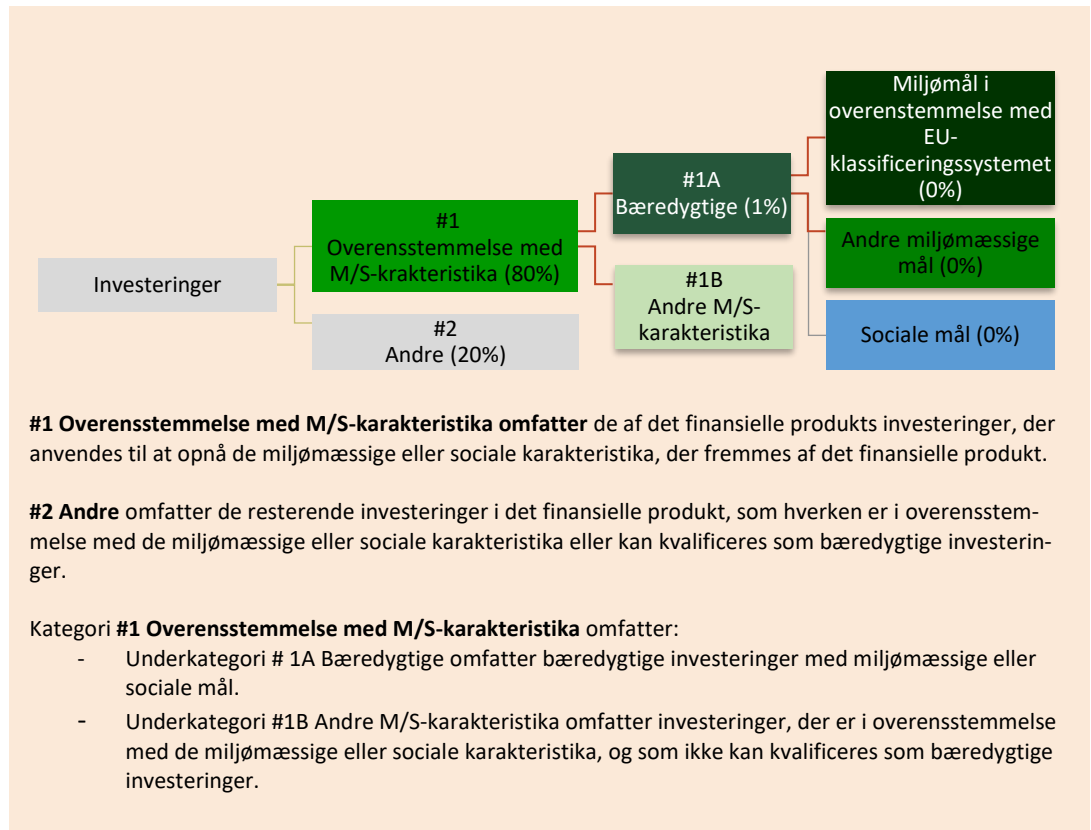 Investeringer
#1
Overensstemmelse med
M/S-krakteristika (80%)
#2
Andre (20%)
#1A
Bæredygtige (1%)
#1B
Andre M/S-
karakteristika
Miljømål i
overenstemmelse med
EU-
klassificeringssystemet
(0%)
Andre miljømæssige
mål (0%)
Sociale mål (0%)
#1 Overensstemmelse med M/S-karakteristika omfatter de af det finansielle produkts investeringer, der
anvendes til at opnå de miljømæssige eller sociale karakteristika, der fremmes af det finansielle produkt.
#2 Andre omfatter de resterende investeringer i det finansielle produkt, som hverken er i overensstem-
melse med de miljømæssige eller sociale karakteristika eller kan kvalificeres som bæredygtige investerin-
ger.
Kategori #1 Overensstemmelse med M/S-karakteristika omfatter:
- Underkategori # 1A Bæredygtige omfatter bæredygtige investeringer med miljømæssige eller
sociale mål.
- Underkategori #1B Andre M/S-karakteristika omfatter investeringer, der er i overensstemmelse
med de miljømæssige eller sociale karakteristika, og som ikke kan kvalificeres som bæredygtige
investeringer.